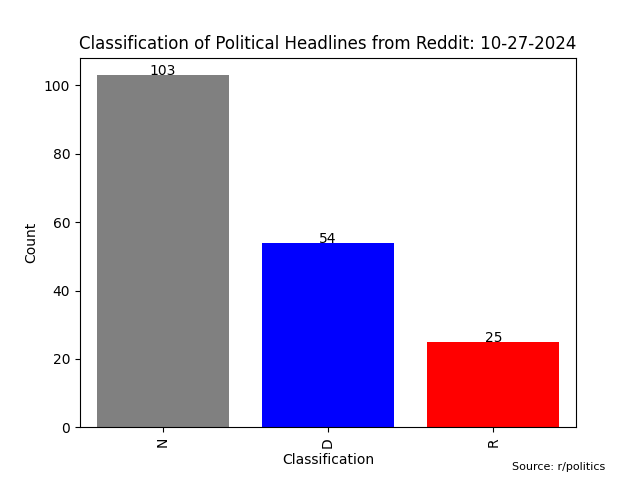 Classification of Political Headlines from Reddit: 10-27-2024
103
100
80
60
54
40
25
20
0
Count
N
D
R
Classification
Source: r/politics